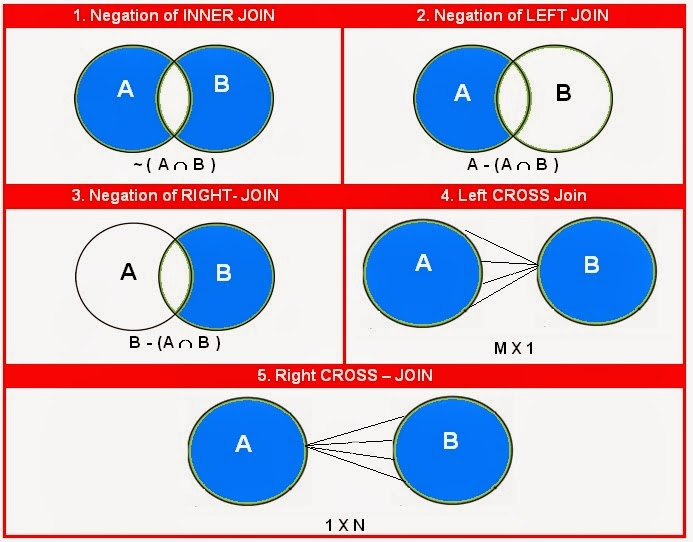 1. Negation of INNER JOIN
2. Negation of LEFT JOIN
A
B
~ ( A ∩ B )
A
B
A - (A ∩ B )
3. Negation of RIGHT- JOIN
4. Left CROSS Join
A
B
B - (A ∩ B )
A
B
M X 1
5. Right CROSS – JOIN
A
B
1 X N